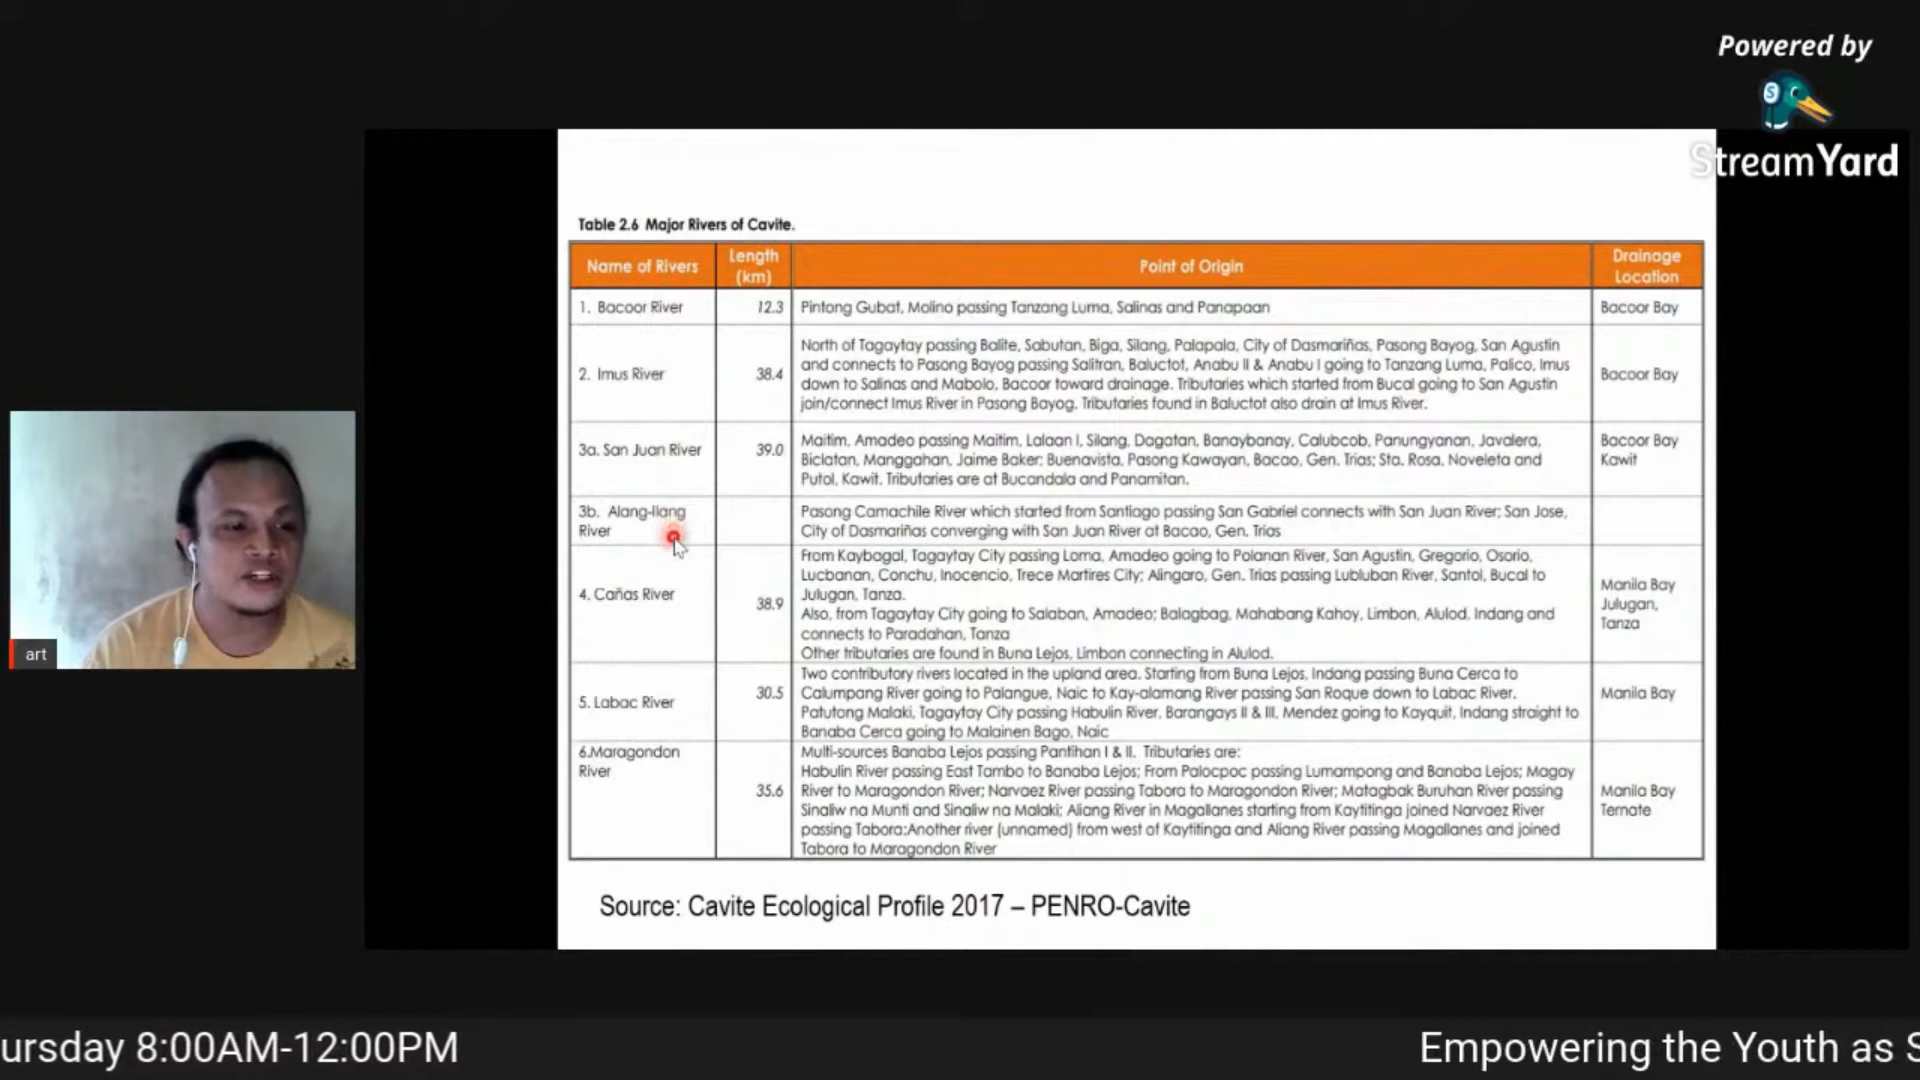 Powered by
StreamYard
Table 2.6 Major Rivers of Cavite.
Name of Rivers
Length
(km)
Point of Origin
Drainage
Location
1. Bacoor River
12.3
Pintong Gubat, Molino passing Tanzang Luma, Salinas and Panapaan
Bacoor Bay
2. Imus River
38.4
North of Tagaytay passing Balite, Sabutan, Biga, Silang, Palapala, City of Dasmariñas, Pasong Bayog, San Agustin
and connects to Pasong Bayog passing Salitran, Baluctot, Anabu II & Anabu I going to Tanzang Luma, Palico, Imus
down to Salinas and Mabolo, Bacoor toward drainage. Tributaries which started from Bucal going to San Agustin
join/connect Imus River in Pasong Bayog. Tributaries found in Baluctot also drain at Imus River.
Bacoor Bay
3a. San Juan River
39.0
Maitim, Amadeo passing Maitim, Lalaan I, Silang, Dagatan, Banaybanay, Calubcob, Panungyanan, Javalera,
Biclatan, Manggahan, Jaime Baker; Buenavista, Pasong Kawayan, Bacao, Gen. Trias; Sta. Rosa, Noveleta and
Putol, Kawit. Tributaries are at Bucandala and Panamitan.
Bacoor Bay
Kawit
3b. Alang-Ilang
River
Pasong Camachile River which started from Santiago passing San Gabriel connects with San Juan River; San Jose,
City of Dasmariñas converging with San Juan River at Bacao, Gen. Trias
4. Cañas River
38.9
From Kaybagal, Tagaytay City passing Loma, Amadeo going to Polanan River, San Agustin, Gregorio, Osorio,
Lucbanan, Conchu, Inocencio, Trece Martires City; Alingaro, Gen. Trias passing Lubluban River, Santol, Bucal to
Julugan, Tanza.
Also, from Tagaytay City going to Salaban, Amadeo; Balagbag, Mahabang Kahoy, Limbon, Alulod, Indang and
connects to Paradahan, Tanza
Other tributaries are found in Buna Lejos, Limbon connecting in Alulod.
Manila Bay
Julugan,
Tanza
5. Labac River
30.5
Two contributory rivers located in the upland area. Starting from Buna Lejos, Indang passing Buna Cerca to
Calumpang River going to Palangue, Naic to Kay-alamang River passing San Roque down to Labac River.
Patutong Malaki, Tagaytay City passing Habulin River, Barangays II & III, Mendez going to Kayquit, Indang straight to
Banaba Cerca going to Malainen Bago, Naic
Manila Bay
6.Maragondon
River
35.6
Multi-sources Banaba Lejos passing Pantihan I & II. Tributaries are:
Habulin River passing East Tambo to Banaba Lejos; From Palocpoc passing Lumampong and Banaba Lejos; Magay
River to Maragondon River; Narvaez River passing Tabora to Maragondon River; Matagbak Buruhan River passing
Sinaliw na Munti and Sinaliw na Malaki; Aliang River in Magallanes starting from Kaytitinga joined Narvaez River
passing Tabora;Another river (unnamed) from west of Kaytitinga and Aliang River passing Magallanes and joined
Tabora to Maragondon River
Manila Bay
Ternate
Source: Cavite Ecological Profile 2017 – PENRO-Cavite
art
ursday 8:00AM-12:00PM
Empowering the Youth as S